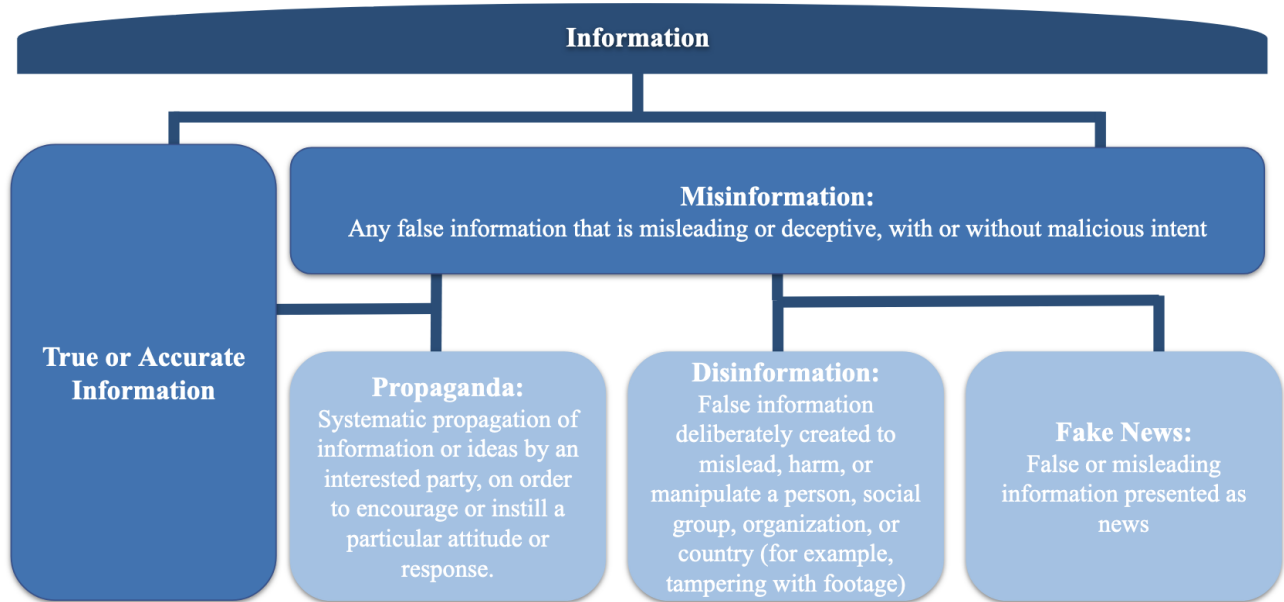 Information
Misinformation:
Any false information that is misleading or deceptive, with or without malicious intent
True or Accurate
Information
Propaganda:
Systematic propagation of
information or ideas by an
interested party, on order
to encourage or instill a
particular attitude or
response.
Disinformation:
False information
deliberately created to
mislead, harm, or
manipulate a person, social
group, organization, or
country (for example,
tampering with footage)
Fake News:
False or misleading
information presented as
news